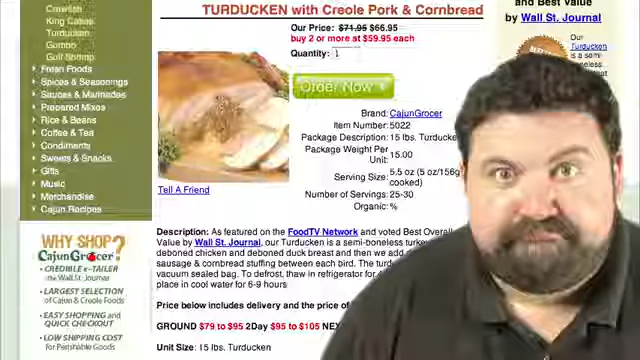 Crawfish
King Cakes
Turducken
Gumbo
Gulf Shrimp
Fresh Foods
Spices & Seasonings
Sauces & Marinades
Prepared Mixes
Rice & Beans
Coffee & Tea
Condiments
Sweets & Snacks
Gifts
Music
Merchandise
Cajun Recipes
WHY SHOP
CajunGrocer?
• CREDIBLE e-TAILER
the Wall St. Journal
• LARGEST SELECTION
of Cajun & Creole Foods
• EASY SHOPPING and
QUICK CHECKOUT
• LOW SHIPPING COST
for Perishable Goods
TURDUCKEN with Creole Pork & Cornbread
Our Price: $71.95 $66.95
buy 2 or more at $59.95 each
Quantity: 1
Order Now
Brand: CajunGrocer
Item Number: 5022
Package Description: 15 lbs. Turducke
Package Weight Per
Unit: 15.00
Serving Size: 5.5 oz (5 oz/156g
cooked)
Number of Servings: 25-30
Organic: %
Tell A Friend
Description: As featured on the FoodTV Network and voted Best Overall
Value by Wall St. Journal, our Turducken is a semi-boneless turkey
deboned chicken and deboned duck breast and then we add
sausage & cornbread stuffing between each bird. The turd
vacuum sealed bag. To defrost, thaw in refrigerator for
place in cool water for 6-9 hours
Price below includes delivery and the price of
GROUND $79 to $95 2Day $95 to $105 NEX
Unit Size: 15 lbs. Turducken
and Best Value
by Wall St. Journal
Our
Turducken
is a semi-
boneless